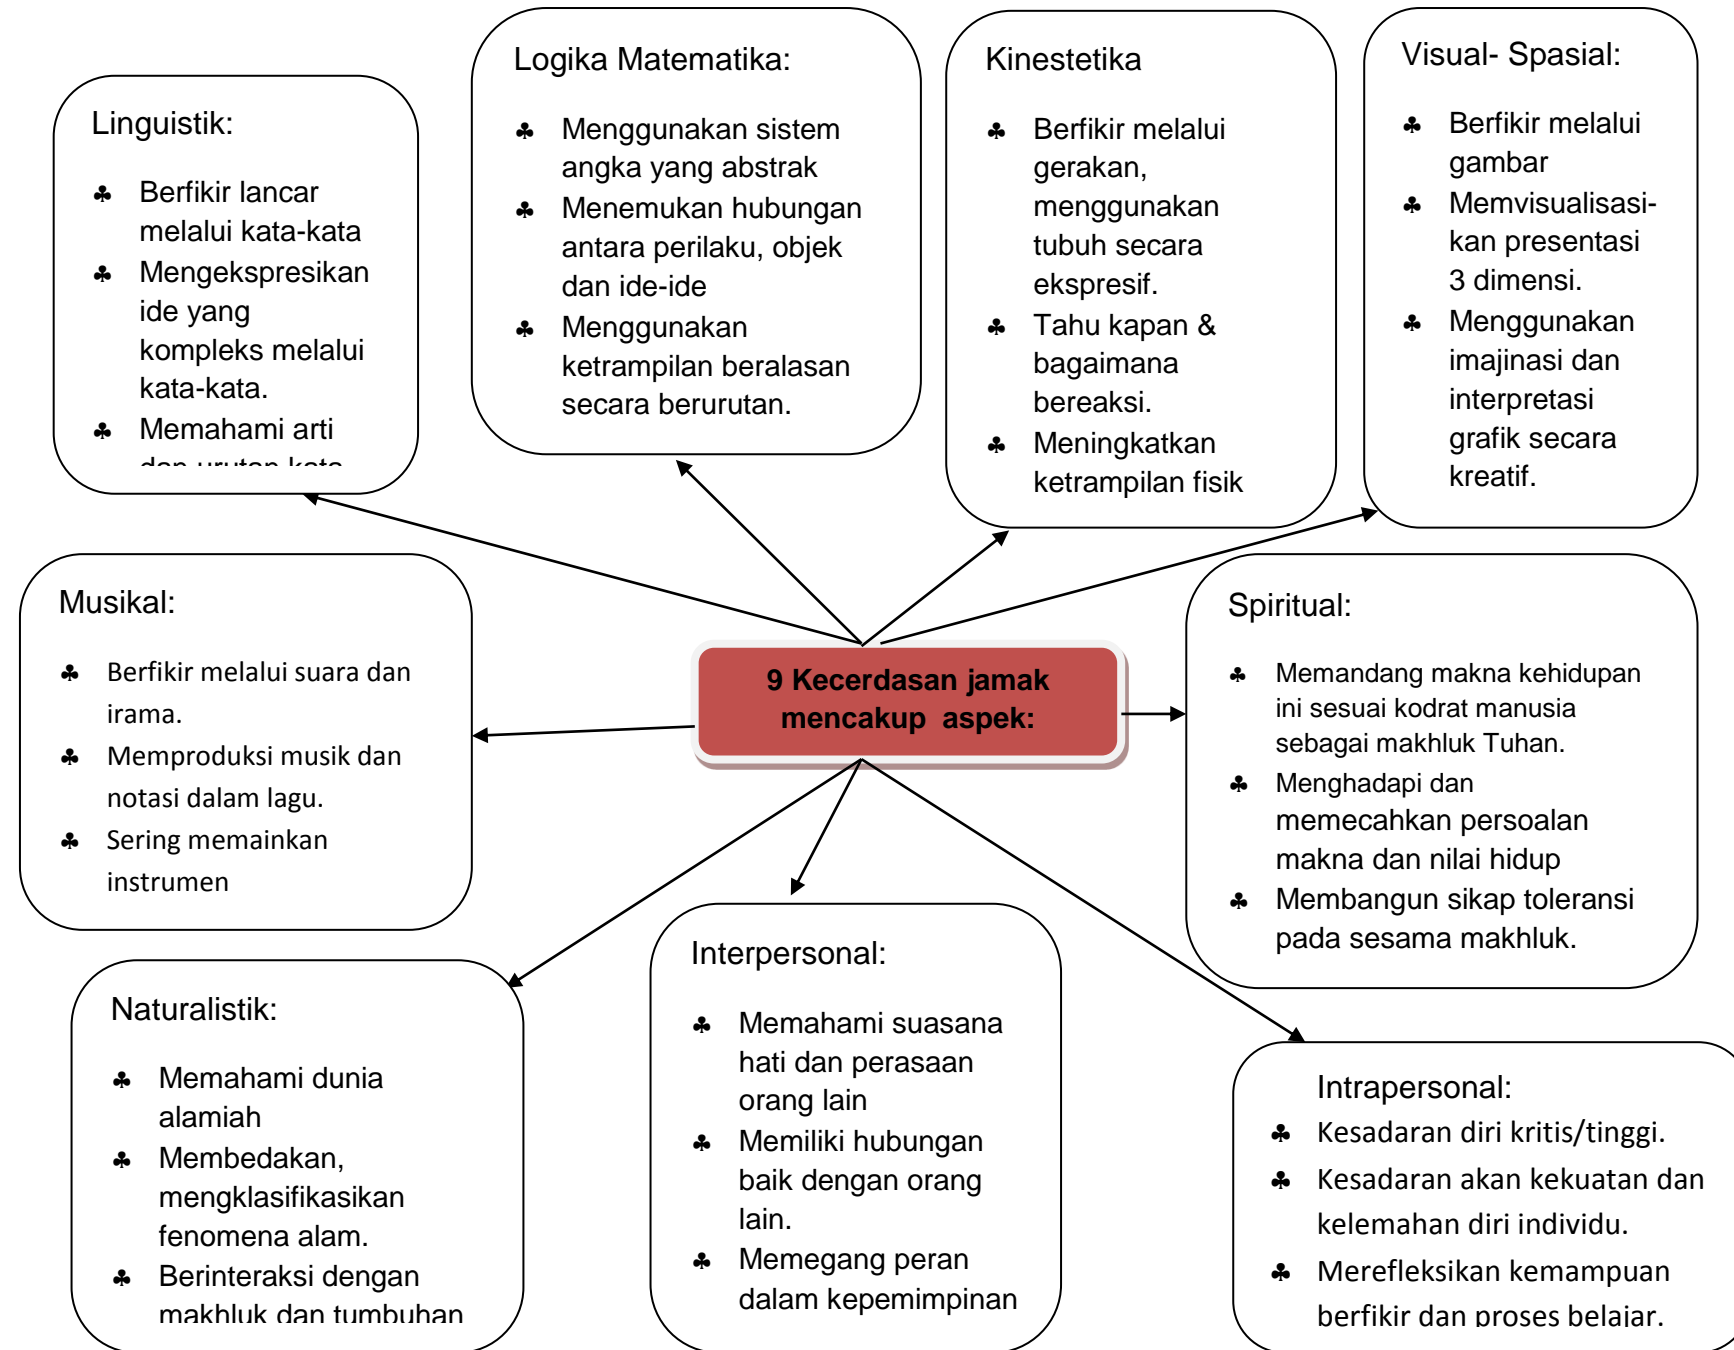 Linguistik:
♣ Berfikir lancar
melalui kata-kata
♣ Mengekspresikan
ide yang
kompleks melalui
kata-kata.
♣ Memahami arti
dan urutan kata
Logika Matematika:
♣ Menggunakan sistem
angka yang abstrak
♣ Menemukan hubungan
antara perilaku, objek
dan ide-ide
♣ Menggunakan
ketrampilan beralasan
secara berurutan.
Kinestetika
♣ Berfikir melalui
gerakan,
menggunakan
tubuh secara
ekspresif.
♣ Tahu kapan &
bagaimana
bereaksi.
♣ Meningkatkan
ketrampilan fisik
Visual- Spasial:
♣ Berfikir melalui
gambar
♣ Memvisualisasi-
kan presentasi
3 dimensi.
♣ Menggunakan
imajinasi dan
interpretasi
grafik secara
kreatif.
Musikal:
♣ Berfikir melalui suara dan
irama.
♣ Memproduksi musik dan
notasi dalam lagu.
♣ Sering memainkan
instrumen
9 Kecerdasan jamak
mencakup aspek:
Spiritual:
♣ Memandang makna kehidupan
ini sesuai kodrat manusia
sebagai makhluk Tuhan.
♣ Menghadapi dan
memecahkan persoalan
makna dan nilai hidup
♣ Membangun sikap toleransi
pada sesama makhluk.
Naturalistik:
♣ Memahami dunia
alamiah
♣ Membedakan,
mengklasifikasikan
fenomena alam.
♣ Berinteraksi dengan
makhluk dan tumbuhan
Interpersonal:
♣ Memahami suasana
hati dan perasaan
orang lain
♣ Memiliki hubungan
baik dengan orang
lain.
♣ Memegang peran
dalam kepemimpinan
Intrapersonal:
♣ Kesadaran diri kritis/tinggi.
♣ Kesadaran akan kekuatan dan
kelemahan diri individu.
♣ Merefleksikan kemampuan
berfikir dan proses belajar.